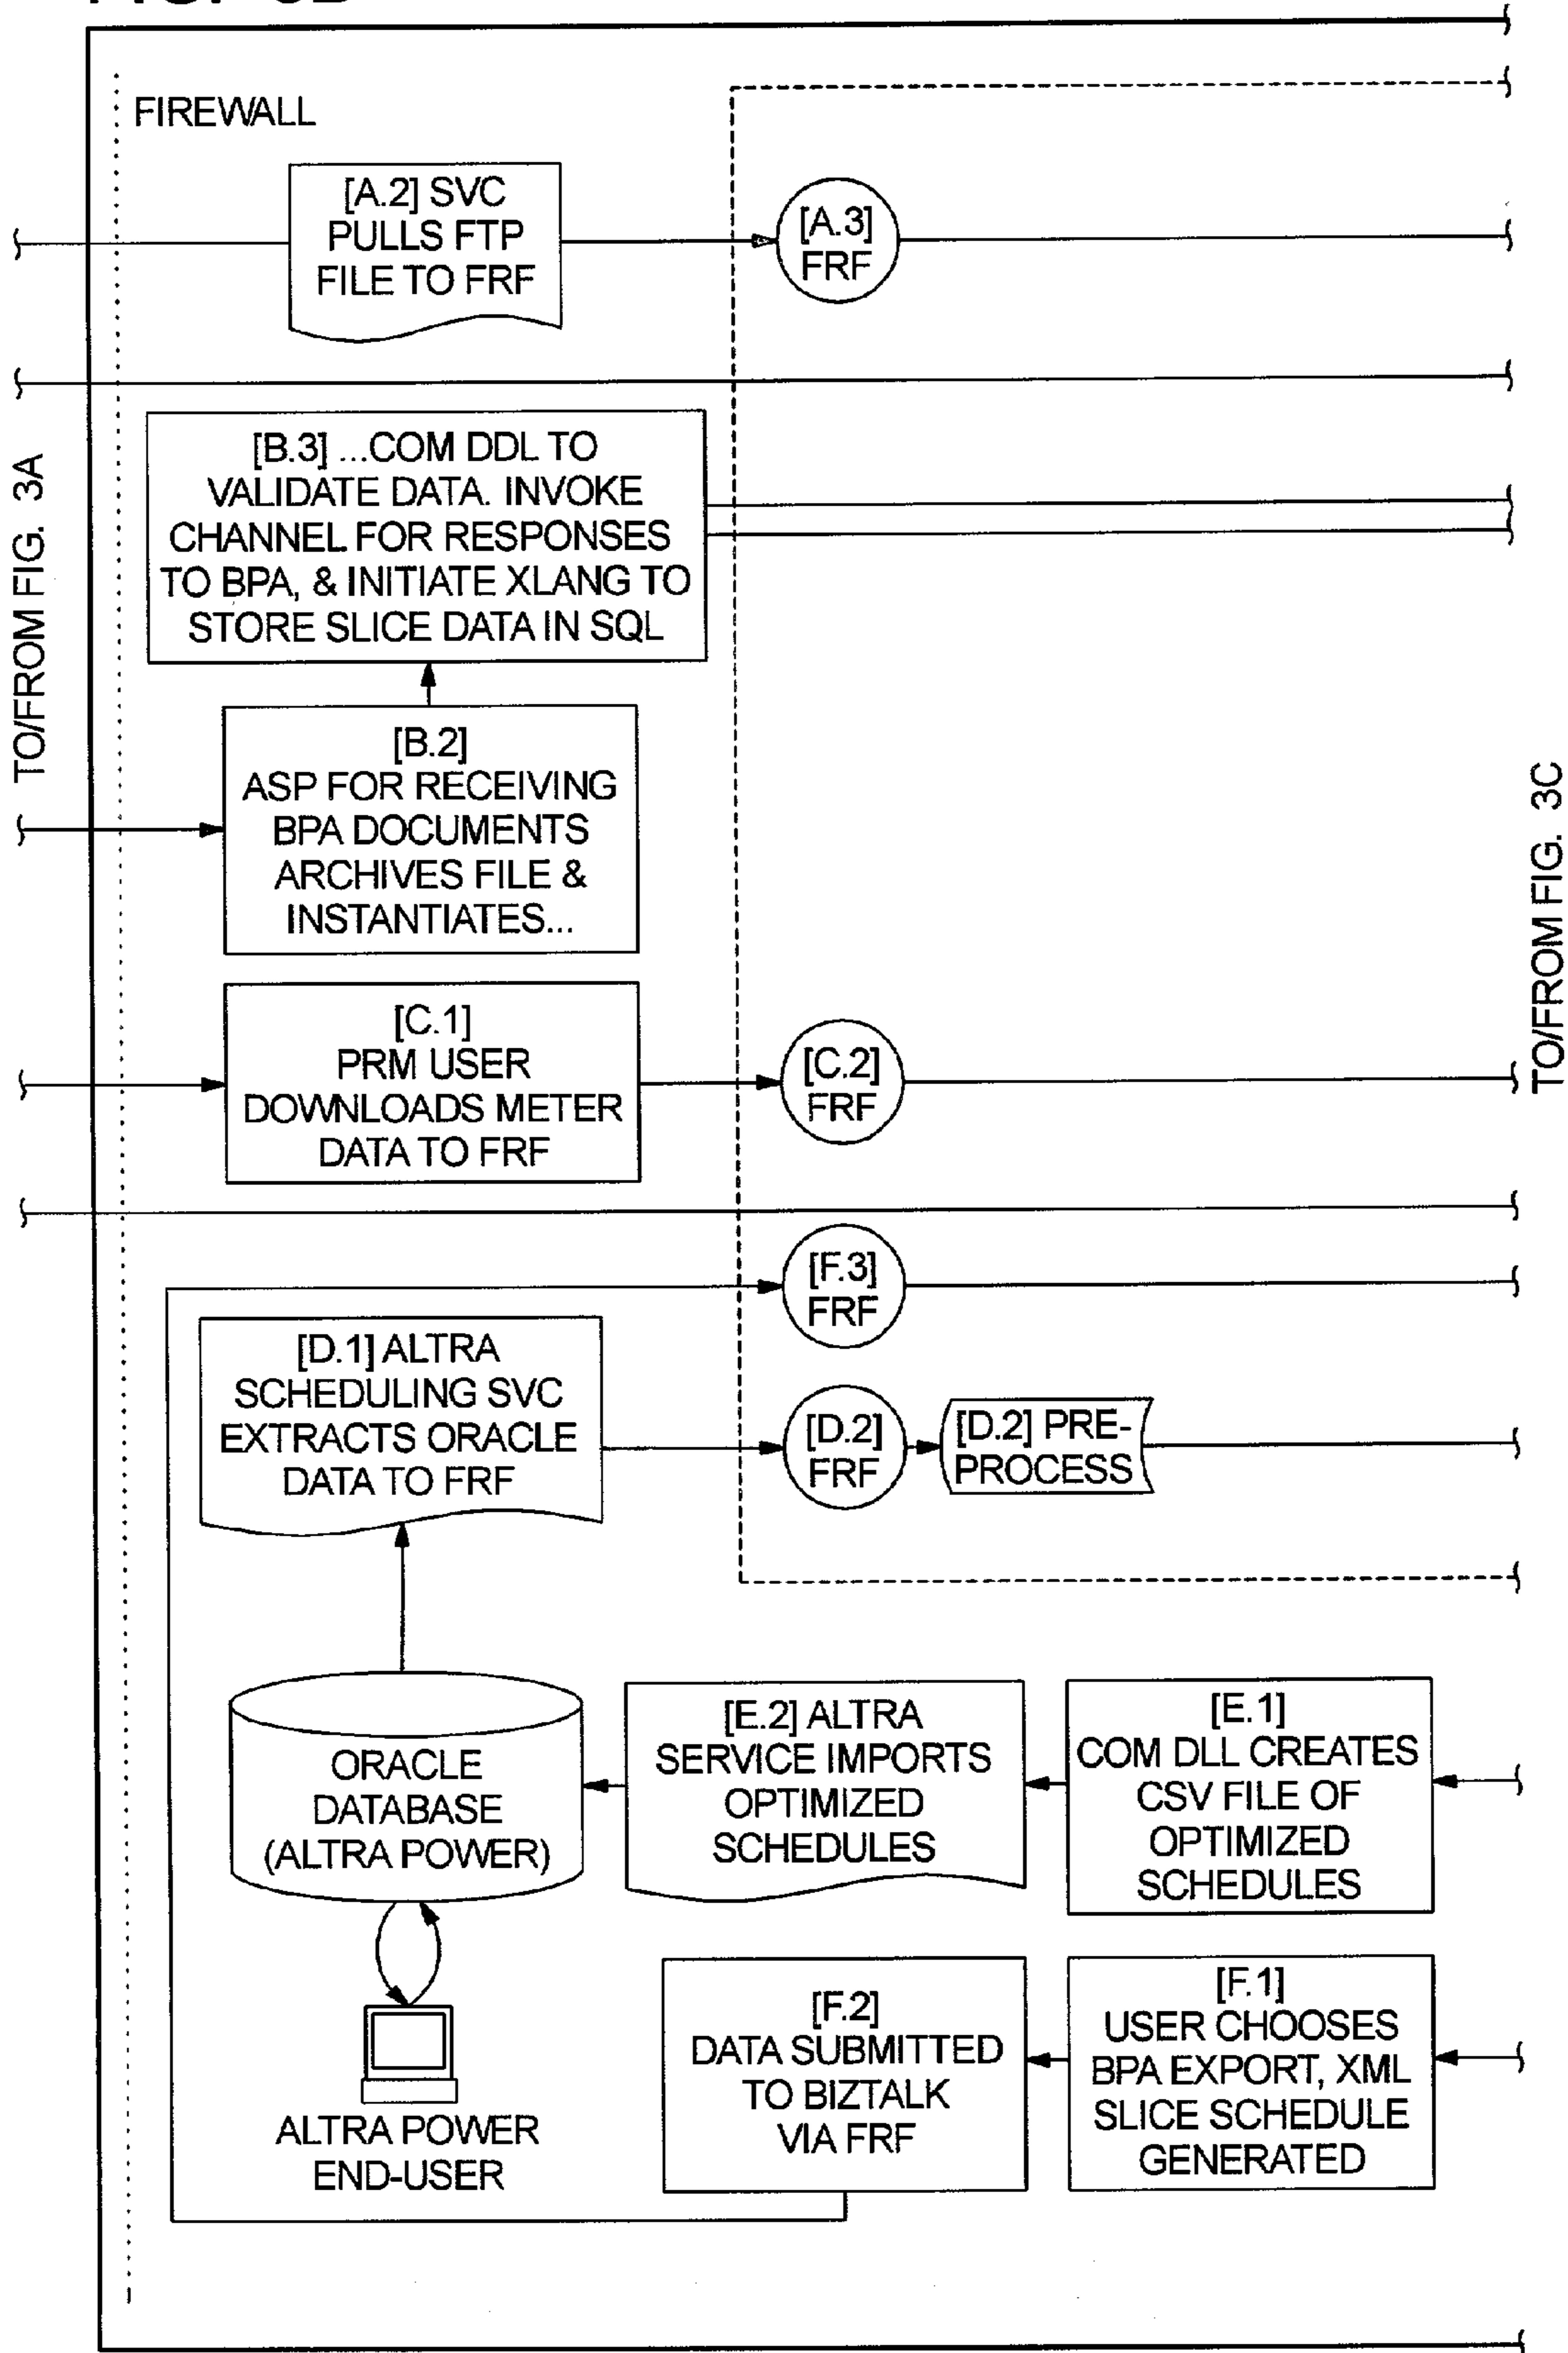 FIREWALL
[A.2] SVC
PULLS FTP
FILE TO FRF
[A.3]
FRF
TO/FROM FIG. 3A
[B.3] ...COM DDL TO
VALIDATE DATA. INVOKE
CHANNEL FOR RESPONSES
TO BPA, & INITIATE XLANG TO
STORE SLICE DATA IN SQL
[B.2]
ASP FOR RECEIVING
BPA DOCUMENTS
ARCHIVES FILE &
INSTANTIATES...
TO/FROM FIG. 3C
[C.1]
PRM USER
DOWNLOADS METER
DATA TO FRF
[C.2]
FRF
[F.3]
FRF
[D.1] ALTRA
SCHEDULING SVC
EXTRACTS ORACLE
DATA TO FRF
[D.2]
FRF
[D.2] PRE-
PROCESS
ORACLE
DATABASE
(ALTRA POWER)
[E.2] ALTRA
SERVICE IMPORTS
OPTIMIZED
SCHEDULES
[E.1]
COM DLL CREATES
CSV FILE OF
OPTIMIZED
SCHEDULES
ALTRA POWER
END-USER
[F.2]
DATA SUBMITTED
TO BIZTALK
VIA FRF
[F.1]
USER CHOOSES
BPA EXPORT, XML
SLICE SCHEDULE
GENERATED